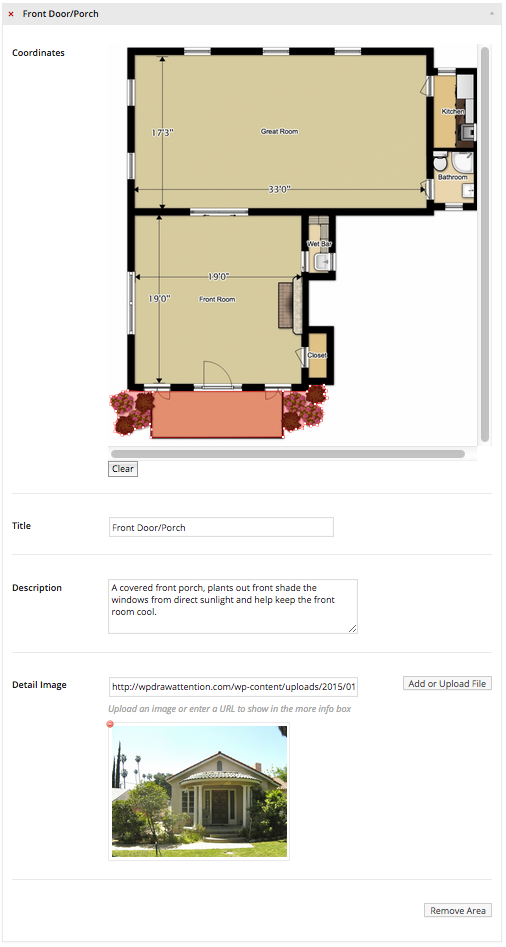 Front Door/Porch
Coordinates
Kitchen
17'3"
Great Room
Bathroom
33'0"
Wet Bar
19'0"
19'0"
Front Room
Closet
Clear
Title
Front Door/Porch
Description
A covered front porch, plants out front shade the
windows from direct sunlight and help keep the front
room cool.
Detail Image
http://wpdrawattention.com/wp-content/uploads/2015/01
Add or Upload File
Upload an image or enter a URL to show in the more info box
Remove Area